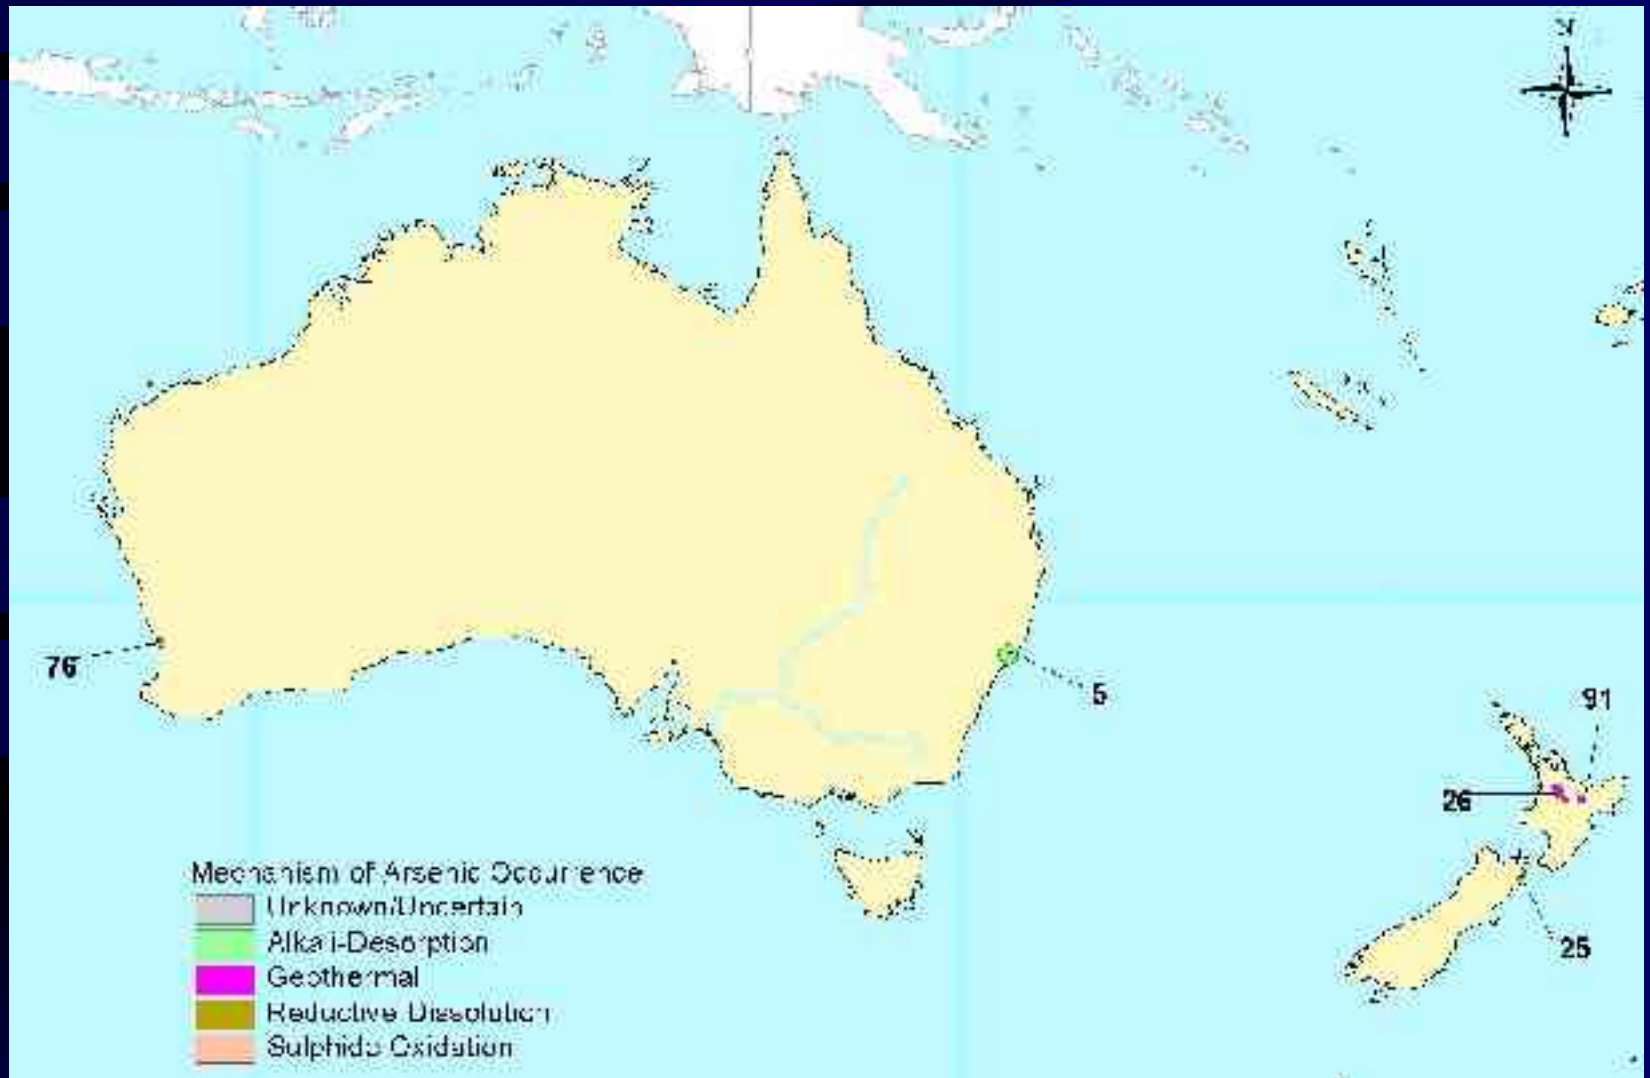 N
76
5
91
26
25
Mechanism of Arsenic Occurrence
Unknown/Uncertain
Alkali-Desorption
Geothermal
Reductive Dissolution
Sulphide Oxidation